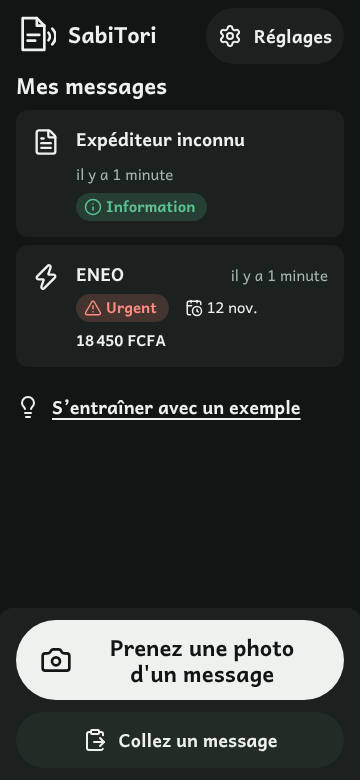 SabiTori
Réglages
Mes messages
Expéditeur inconnu
il y a 1 minute
Information
ENEO
il y a 1 minute
Urgent
12 nov.
18 450 FCFA
S’entraîner avec un exemple
Prenez une photo
d'un message
Collez un message